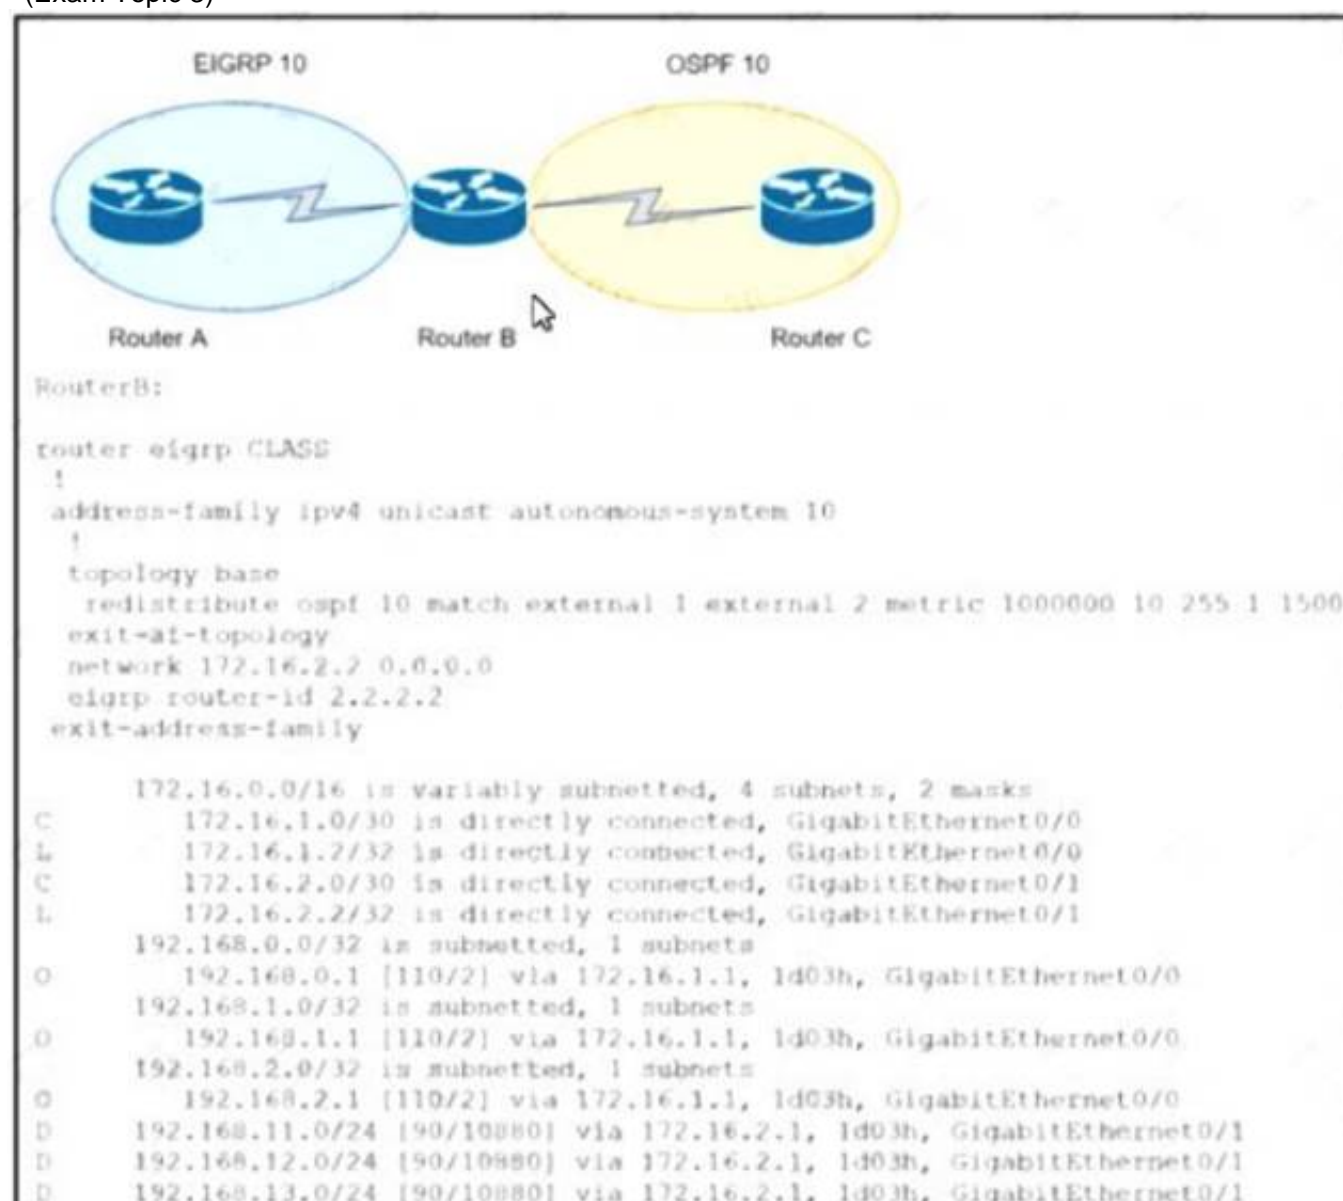 (Exam Topic 3)
EIGRP 10 OSPF 10
Router A Router B Router C
RouterB:
router eigrp CLASS
!
address-family ipv4 unicast autonomous-system 10
!
topology base
redistribute ospf 10 match external 1 external 2 metric 1000000 10 255 1 1500
exit-af-topology
network 172.16.2.2 0.0.0.0
eigrp router-id 2.2.2.2
exit-address-family
172.16.0.0/16 is variably subnetted, 4 subnets, 2 masks
C 172.16.1.0/30 is directly connected, GigabitEthernet0/0
L 172.16.1.2/32 is directly connected, GigabitEthernet0/0
C 172.16.2.0/30 is directly connected, GigabitEthernet0/1
L 172.16.2.2/32 is directly connected, GigabitEthernet0/1
192.168.0.0/32 is subnetted, 1 subnets
O 192.168.0.1 [110/2] via 172.16.1.1, 1d03h, GigabitEthernet0/0
192.168.1.0/32 is subnetted, 1 subnets
O 192.168.1.1 [110/2] via 172.16.1.1, 1d03h, GigabitEthernet0/0
192.168.2.0/32 is subnetted, 1 subnets
O 192.168.2.1 [110/2] via 172.16.1.1, 1d03h, GigabitEthernet0/0
D 192.168.11.0/24 [90/10880] via 172.16.2.1, 1d03h, GigabitEthernet0/1
D 192.168.12.0/24 [90/10880] via 172.16.2.1, 1d03h, GigabitEthernet0/1
D 192.168.13.0/24 [90/10880] via 172.16.2.1, 1d03h, GigabitEthernet0/1